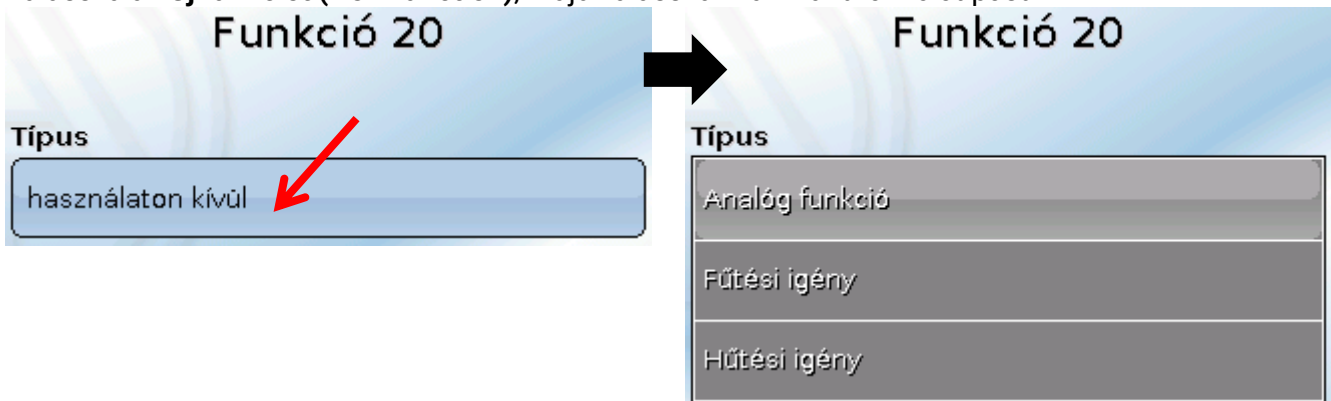 Funkció 20
Típus
használaton kívül
Funkció 20
Típus
Analóg funkció
Fűtési igény
Hűtési igény